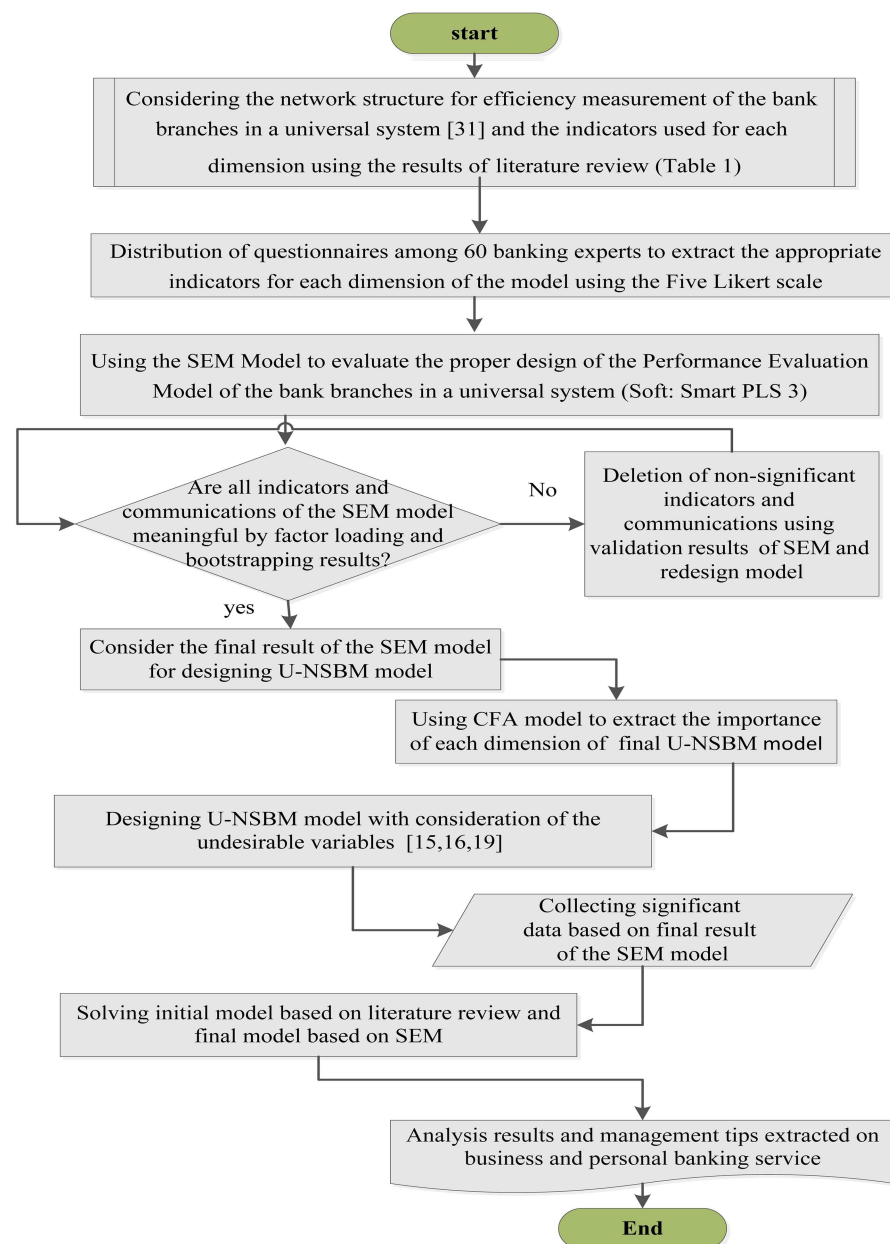 start
Considering the network structure for efficiency measurement of the bank
branches in a universal system [31] and the indicators used for each
dimension using the results of literature review (Table 1)
Distribution of questionnaires among 60 banking experts to extract the appropriate
indicators for each dimension of the model using the Five Likert scale
Using the SEM Model to evaluate the proper design of the Performance Evaluation
Model of the bank branches in a universal system (Soft: Smart PLS 3)
Are all indicators and
communications of the SEM model
meaningful by factor loading and
bootstrapping results?
No
Deletion of non-significant
indicators and
communications using
validation results of SEM and
redesign model
yes
Consider the final result of the SEM model
for designing U-NSBM model
Using CFA model to extract the importance
of each dimension of final U-NSBM model
Designing U-NSBM model with consideration of the
undesirable variables [15,16,19]
Collecting significant
data based on final result
of the SEM model
Solving initial model based on literature review and
final model based on SEM
Analysis results and management tips extracted on
business and personal banking service
End